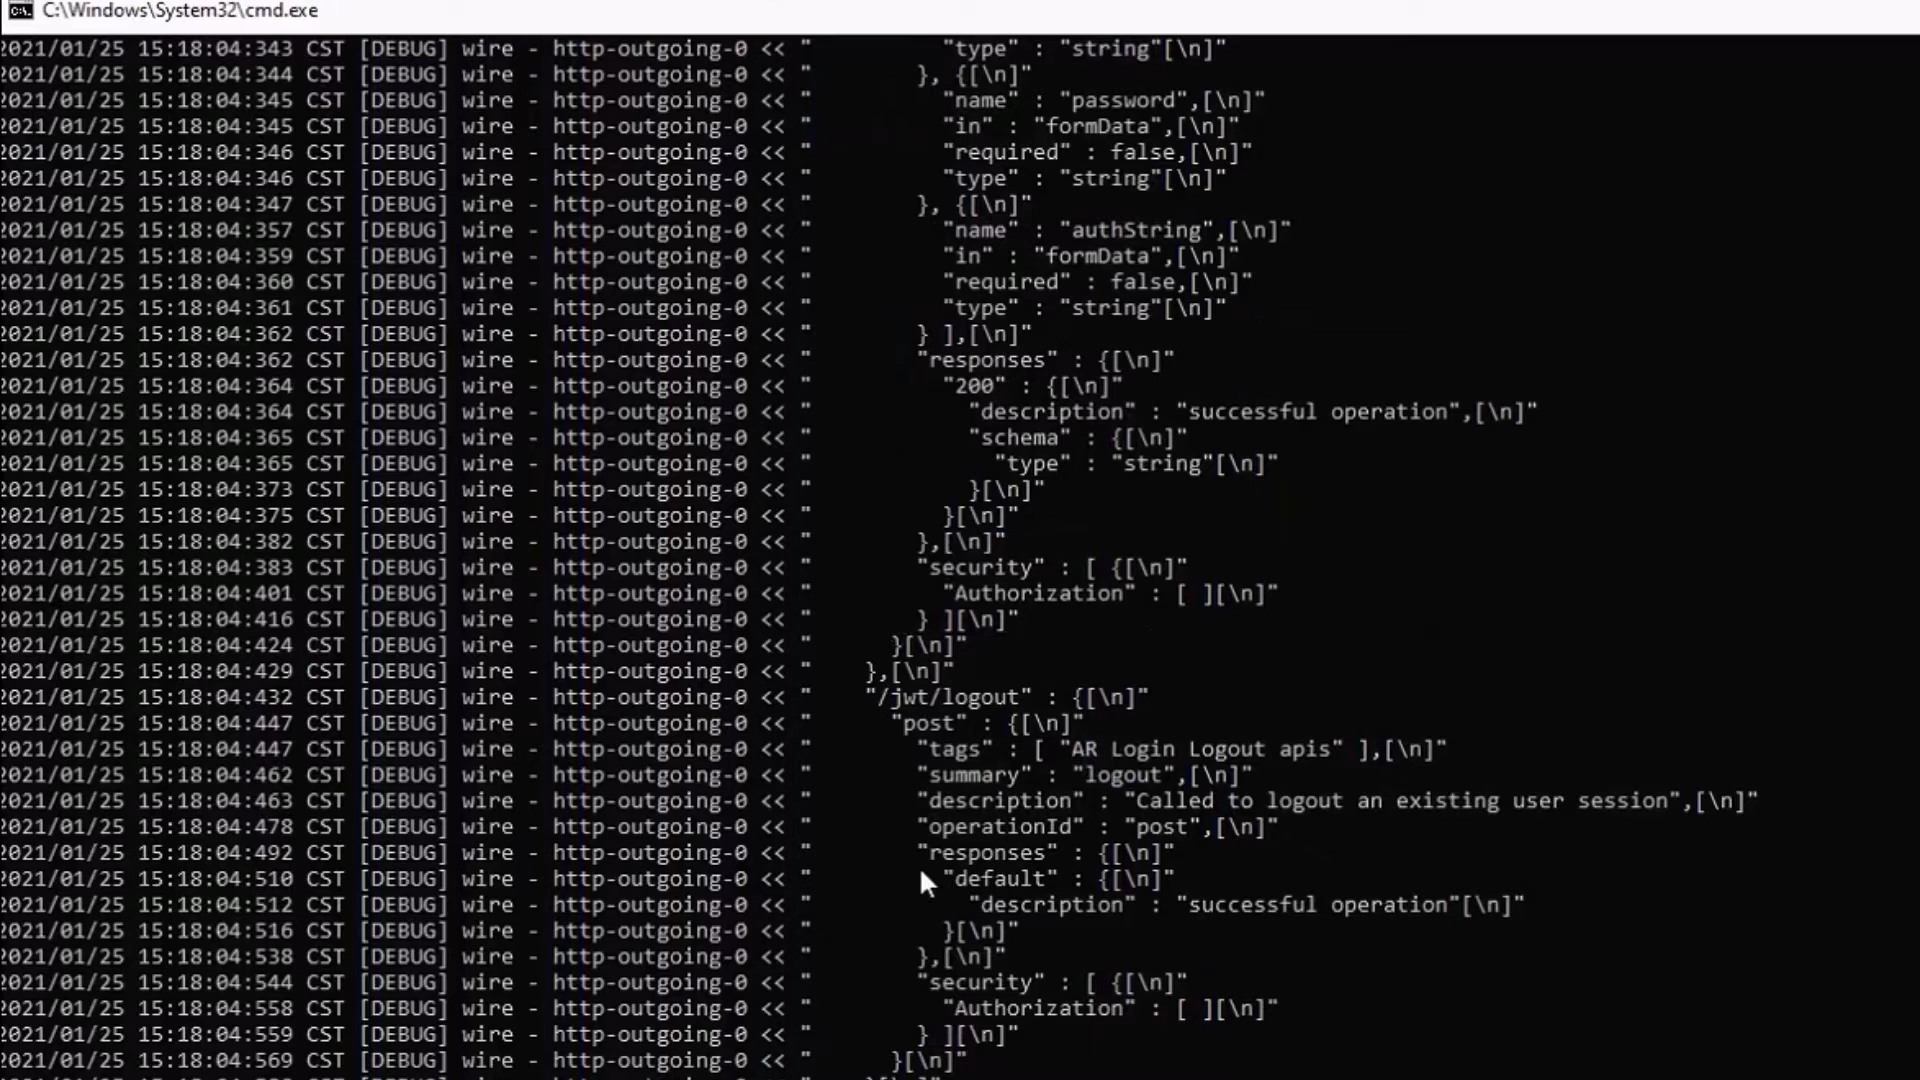 C:\Windows\System32\cmd.exe
2021/01/25 15:18:04:343 CST [DEBUG] wire - http-outgoing-0 << "          "type" : "string"[\n]"
2021/01/25 15:18:04:344 CST [DEBUG] wire - http-outgoing-0 << "        }, {[\n]"
2021/01/25 15:18:04:345 CST [DEBUG] wire - http-outgoing-0 << "          "name" : "password",[\n]"
2021/01/25 15:18:04:345 CST [DEBUG] wire - http-outgoing-0 << "          "in" : "formData",[\n]"
2021/01/25 15:18:04:346 CST [DEBUG] wire - http-outgoing-0 << "          "required" : false,[\n]"
2021/01/25 15:18:04:346 CST [DEBUG] wire - http-outgoing-0 << "          "type" : "string"[\n]"
2021/01/25 15:18:04:347 CST [DEBUG] wire - http-outgoing-0 << "        }, {[\n]"
2021/01/25 15:18:04:357 CST [DEBUG] wire - http-outgoing-0 << "          "name" : "authString",[\n]"
2021/01/25 15:18:04:359 CST [DEBUG] wire - http-outgoing-0 << "          "in" : "formData",[\n]"
2021/01/25 15:18:04:360 CST [DEBUG] wire - http-outgoing-0 << "          "required" : false,[\n]"
2021/01/25 15:18:04:361 CST [DEBUG] wire - http-outgoing-0 << "          "type" : "string"[\n]"
2021/01/25 15:18:04:362 CST [DEBUG] wire - http-outgoing-0 << "        } ],[\n]"
2021/01/25 15:18:04:362 CST [DEBUG] wire - http-outgoing-0 << "        "responses" : {[\n]"
2021/01/25 15:18:04:364 CST [DEBUG] wire - http-outgoing-0 << "          "200" : {[\n]"
2021/01/25 15:18:04:364 CST [DEBUG] wire - http-outgoing-0 << "            "description" : "successful operation",[\n]"
2021/01/25 15:18:04:365 CST [DEBUG] wire - http-outgoing-0 << "            "schema" : {[\n]"
2021/01/25 15:18:04:365 CST [DEBUG] wire - http-outgoing-0 << "              "type" : "string"[\n]"
2021/01/25 15:18:04:373 CST [DEBUG] wire - http-outgoing-0 << "            }[\n]"
2021/01/25 15:18:04:375 CST [DEBUG] wire - http-outgoing-0 << "          }[\n]"
2021/01/25 15:18:04:382 CST [DEBUG] wire - http-outgoing-0 << "        },[\n]"
2021/01/25 15:18:04:383 CST [DEBUG] wire - http-outgoing-0 << "        "security" : [ {[\n]"
2021/01/25 15:18:04:401 CST [DEBUG] wire - http-outgoing-0 << "          "Authorization" : [ ][\n]"
2021/01/25 15:18:04:416 CST [DEBUG] wire - http-outgoing-0 << "        } ][\n]"
2021/01/25 15:18:04:424 CST [DEBUG] wire - http-outgoing-0 << "      }[\n]"
2021/01/25 15:18:04:429 CST [DEBUG] wire - http-outgoing-0 << "    },[\n]"
2021/01/25 15:18:04:432 CST [DEBUG] wire - http-outgoing-0 << "    "/jwt/logout" : {[\n]"
2021/01/25 15:18:04:447 CST [DEBUG] wire - http-outgoing-0 << "      "post" : {[\n]"
2021/01/25 15:18:04:447 CST [DEBUG] wire - http-outgoing-0 << "        "tags" : [ "AR Login Logout apis" ],[\n]"
2021/01/25 15:18:04:462 CST [DEBUG] wire - http-outgoing-0 << "        "summary" : "logout",[\n]"
2021/01/25 15:18:04:463 CST [DEBUG] wire - http-outgoing-0 << "        "description" : "Called to logout an existing user session",[\n]"
2021/01/25 15:18:04:478 CST [DEBUG] wire - http-outgoing-0 << "        "operationId" : "post",[\n]"
2021/01/25 15:18:04:492 CST [DEBUG] wire - http-outgoing-0 << "        "responses" : {[\n]"
2021/01/25 15:18:04:510 CST [DEBUG] wire - http-outgoing-0 << "          "default" : {[\n]"
2021/01/25 15:18:04:512 CST [DEBUG] wire - http-outgoing-0 << "            "description" : "successful operation"[\n]"
2021/01/25 15:18:04:516 CST [DEBUG] wire - http-outgoing-0 << "          }[\n]"
2021/01/25 15:18:04:538 CST [DEBUG] wire - http-outgoing-0 << "        },[\n]"
2021/01/25 15:18:04:544 CST [DEBUG] wire - http-outgoing-0 << "        "security" : [ {[\n]"
2021/01/25 15:18:04:558 CST [DEBUG] wire - http-outgoing-0 << "          "Authorization" : [ ][\n]"
2021/01/25 15:18:04:559 CST [DEBUG] wire - http-outgoing-0 << "        } ][\n]"
2021/01/25 15:18:04:569 CST [DEBUG] wire - http-outgoing-0 << "      }[\n]"